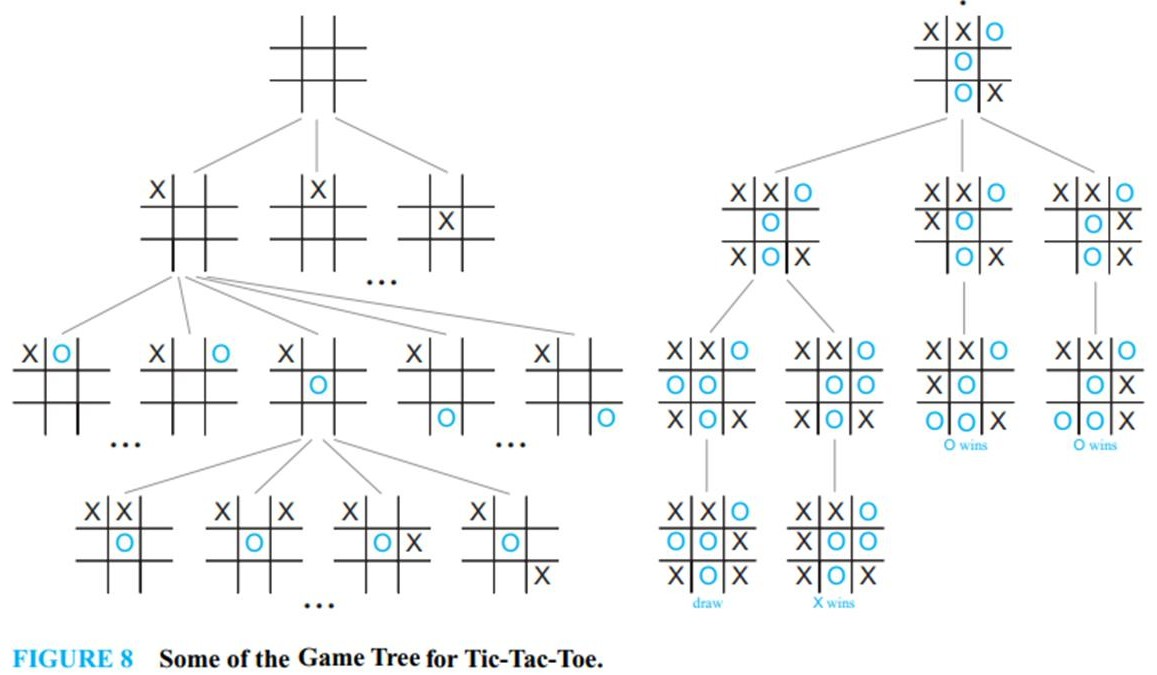 X X
X
...
X O X O X X X
O
O O
... ...
X X X X X X
O O O X O
X
...
X X O
O
O X
X X O X X O X X O
O X O O X
X O X O X O X
X X O X X O X X O X X O
O O O O X O O X
X O X X O X O O X O O X
O wins O wins
X X O X X O
O O X X O O
X O X X O X
draw X wins
FIGURE 8 Some of the Game Tree for Tic-Tac-Toe.